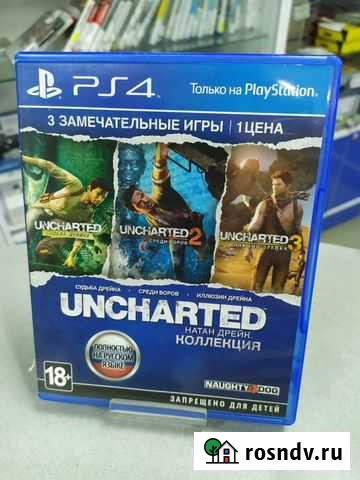 PS4
Только на PlayStation
3 ЗАМЕЧАТЕЛЬНЫЕ ИГРЫ | 1 ЦЕНА
UNCHARTED
UNCHARTED 2
СРЕДИ ВОРОВ
UNCHARTED 3
СУДЬБА ДРЕЙКА · СРЕДИ ВОРОВ · ИЛЛЮЗИИ ДРЕЙКА
UNCHARTED
НАТАН ДРЕЙК
КОЛЛЕКЦИЯ
ПОЛНОСТЬЮ
НА РУССКОМ
ЯЗЫКЕ
18+
NAUGHTY DOG
ЗАПРЕЩЕНО ДЛЯ ДЕТЕЙ
rosndv.ru